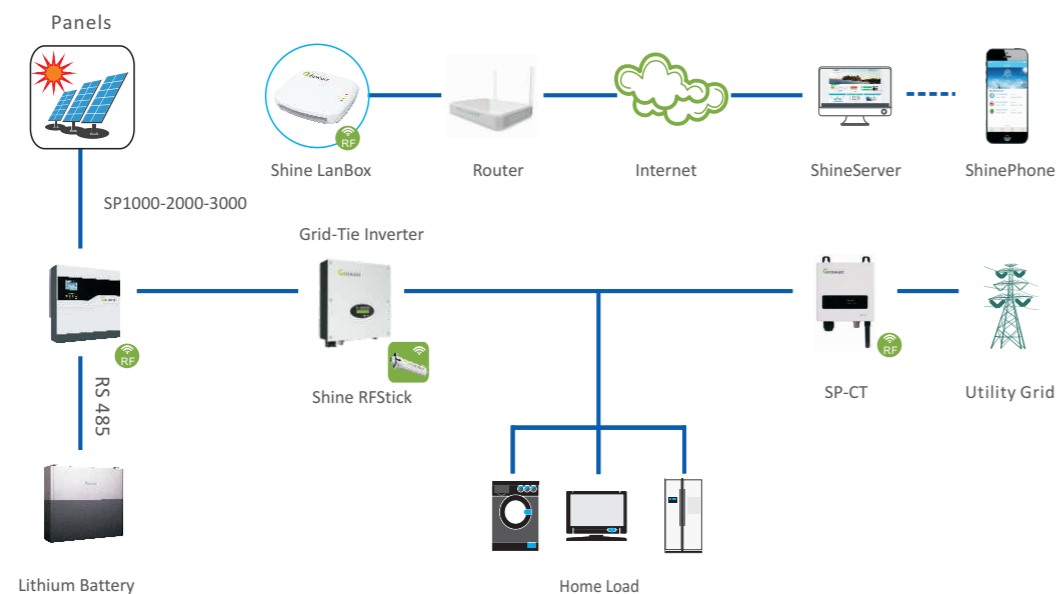 Panels
RF
Shine LanBox
Router
Internet
ShineServer
ShinePhone
SP1000-2000-3000
Grid-Tie Inverter
RF
RF
RS 485
Shine RFStick
SP-CT
Utility Grid
Lithium Battery
Home Load